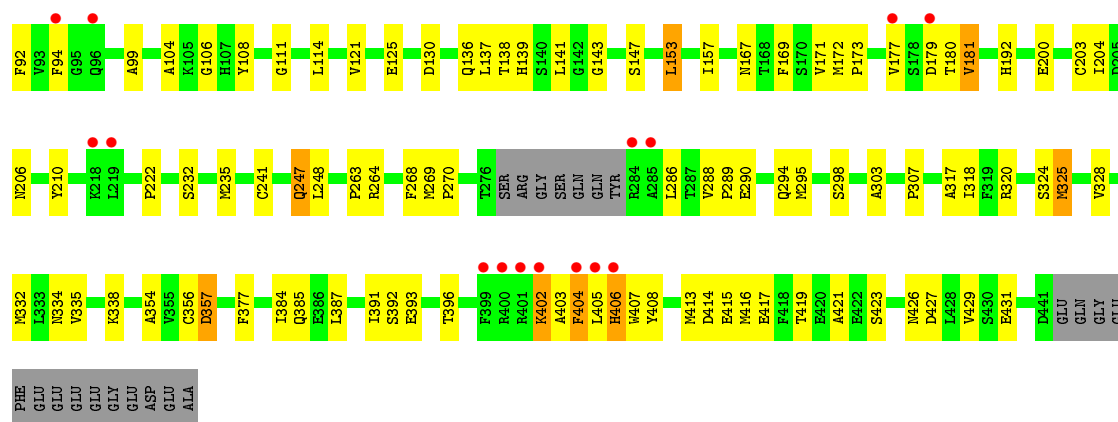 F92 V93 F94 G95 Q96 A99 A104 K105 G106 H107 Y108 G111 L114 V121 E125 D130 Q136 L137 T138 H139 S140 L141 G142 G143 S147 L153 I157 N167 T168 F169 S170 V171 M172 P173 V177 S178 D179 T180 V181 H192 E200 C203 I204 D205
N206 Y210 K218 L219 P222 S232 M235 C241 Q247 L248 P263 R264 F268 M269 P270 T276 SER ARG GLY SER GLN GLN TYR R284 A285 L286 T287 V288 P289 E290 Q294 M295 S298 A303 P307 A317 I318 F319 R320 S324 M325 V328
M332 L333 N334 V335 K338 A354 V355 C356 D357 F377 I384 Q385 E386 L387 I391 S392 E393 T396 F399 R400 R401 K402 A403 F404 L405 H406 W407 Y408 M413 D414 E415 M416 E417 F418 T419 E420 A421 E422 S423 N426 D427 L428 V429 S430 E431 D441 GLU GLN GLY GLU
PHE GLU GLU GLU GLU GLY GLU ASP GLU ALA